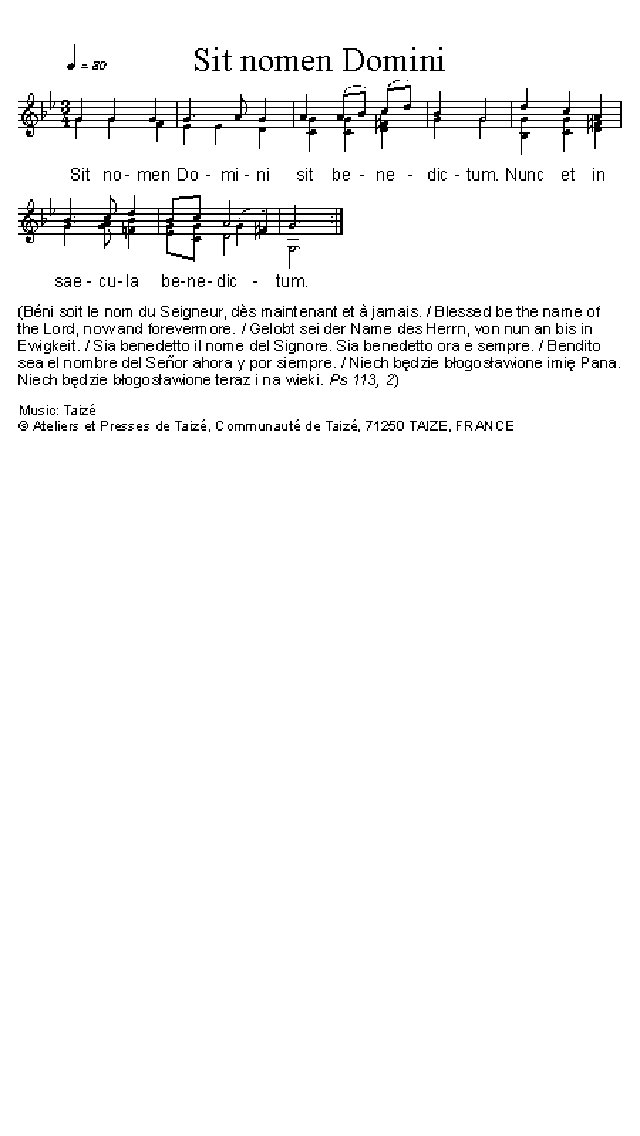 Sit nomen Domini
= 80
Sit no - men Do - mi - ni sit be - ne - dic - tum. Nunc et in
sae - cu - la be - ne - dic - tum.
(Béni soit le nom du Seigneur, dès maintenant et à jamais. / Blessed be the name of
the Lord, now and forevermore. / Gelobt sei der Name des Herrn, von nun an bis in
Ewigkeit. / Sia benedetto il nome del Signore. Sia benedetto ora e sempre. / Bendito
sea el nombre del Señor ahora y por siempre. / Niech będzie błogosławione imię Pana.
Niech będzie błogosławione teraz i na wieki. Ps 113, 2)
Music: Taizé
© Ateliers et Presses de Taizé, Communauté de Taizé, 71250 TAIZE, FRANCE